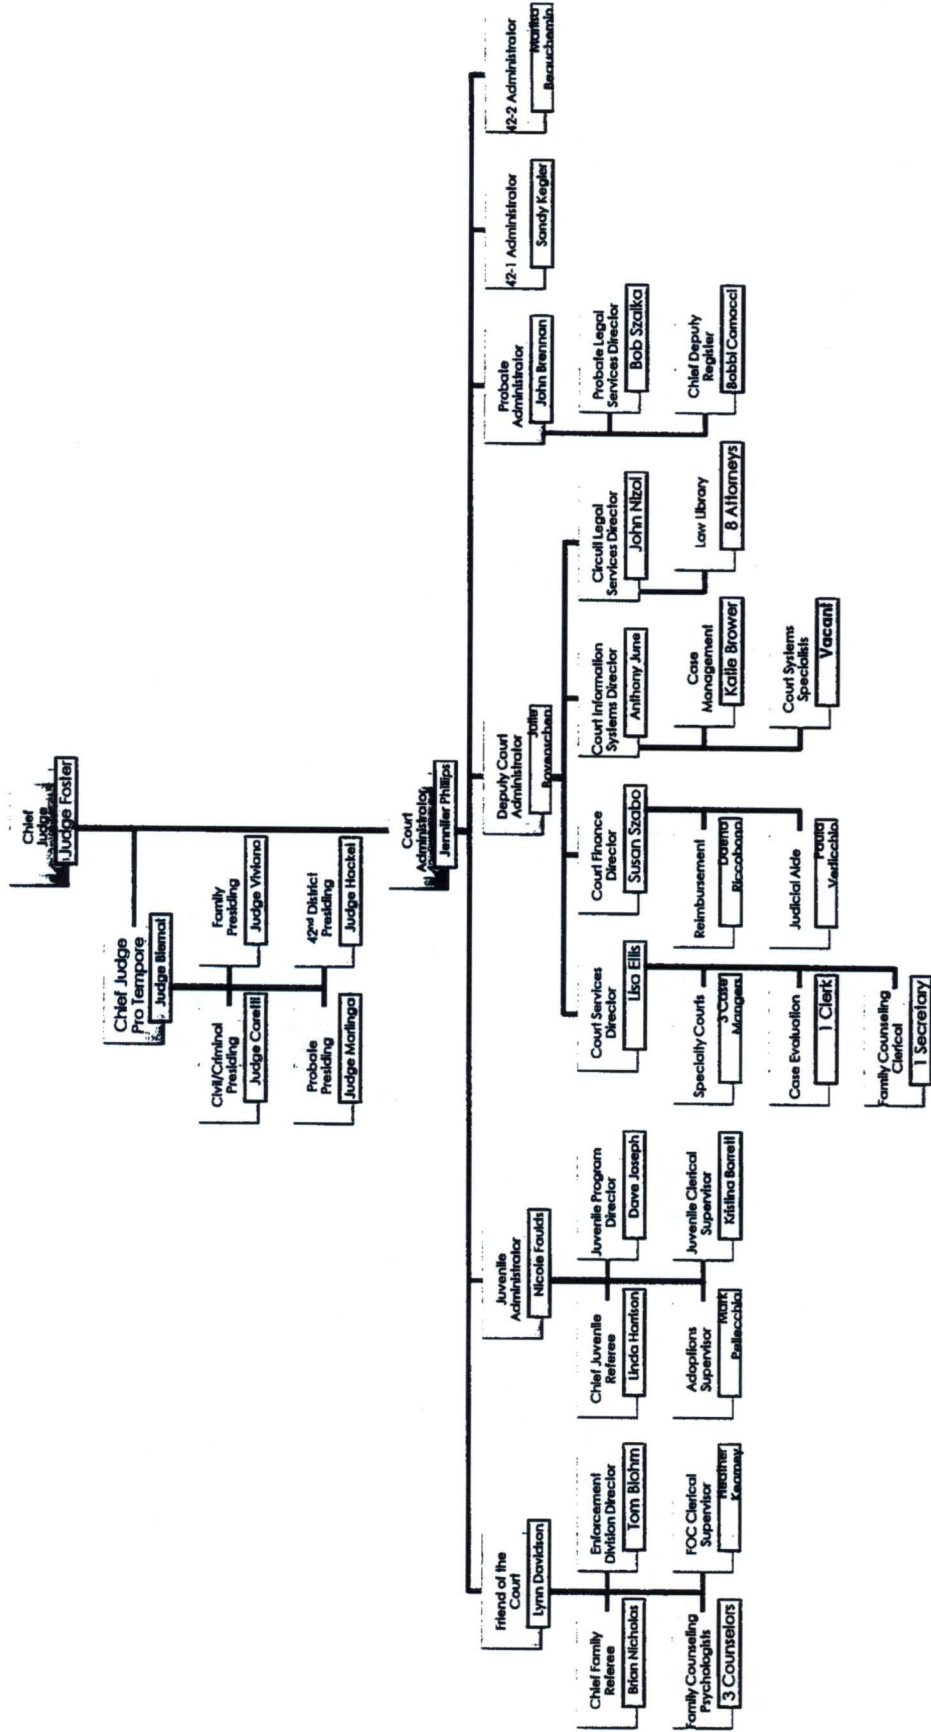 Chief
Judge
Judge Foster
Chief Judge
Pro Tempore
Judge Biernat
Civil/Criminal
Presiding
Judge Caretti
Family
Presiding
Judge Viviano
Probate
Presiding
Judge Marlinga
42nd District
Presiding
Judge Hackel
Court
Administrator
Jennifer Phillips
Friend of the
Court
Lynn Davidson
Chief Family
Referee
Brian Nicholas
Enforcement
Division Director
Tom Blohm
Family Counseling
Psychologists
3 Counselors
FOC Clerical
Supervisor
Heather
Kearney
Juvenile
Administrator
Nicole Faulds
Chief Juvenile
Referee
Linda Harrison
Juvenile Program
Director
Dave Joseph
Adoptions
Supervisor
Mark
Pellecchia
Juvenile Clerical
Supervisor
Kristina Barrett
Deputy Court
Administrator
Court Services
Director
Lisa Ellis
Specialty Courts
3 Case
Case Evaluation
1 Clerk
Family Counseling
Clerical
1 Secretary
Court Finance
Director
Susan Szabo
Reimbursement
Riccobono
Judicial Aide
Paula
Verlicchio
Court Information
Systems Director
Anthony June
Case
Management
Katie Brower
Court Systems
Specialists
Vacant
Circuit Legal
Services Director
John Nizol
Law Library
8 Attorneys
Probate
Administrator
John Brennan
Probate Legal
Services Director
Bob Szalka
Chief Deputy
Register
Bobbi Camacci
42-1 Administrator
Sandy Kegler
42-2 Administrator
Beauchemin